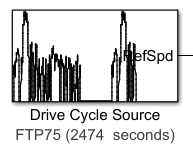 RefSpd
Drive Cycle Source
FTP75 (2474 seconds)